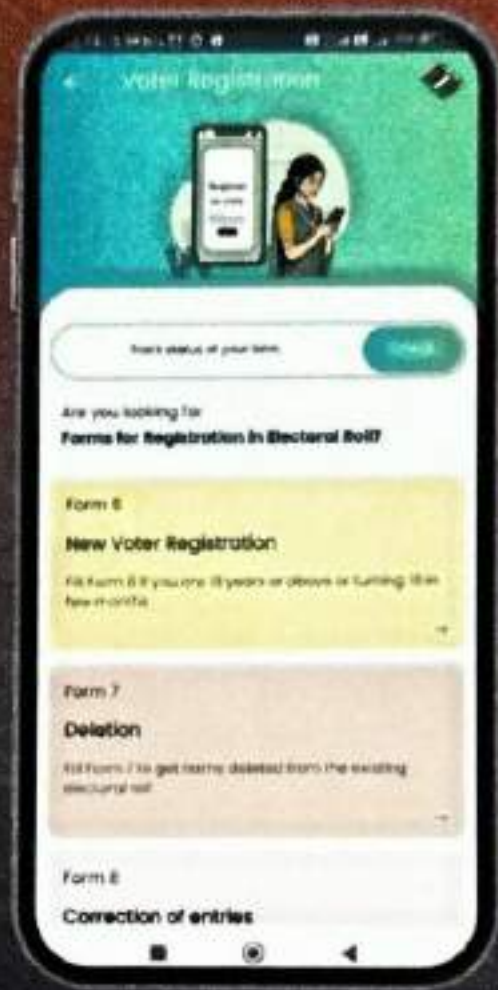 Voter Registration
Register
to vote
Track status of your form
Are you looking for
Forms for Registration in Electoral Roll?
Form 6
New Voter Registration
Fill Form 6 if you are 18 years or above or turning 18 in
few months
Form 7
Deletion
Fill Form 7 to get name deleted from the existing
electoral roll
Form 8
Correction of entries